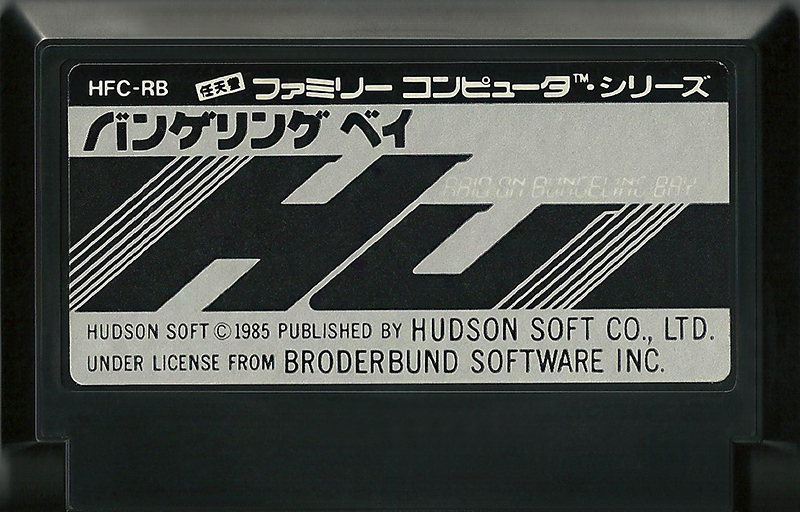 HFC-RB 任天堂 ファミリー コンピュータ™・シリーズ
バンゲリング ベイ
RAID ON BUNGELING BAY
HU
HUDSON SOFT ©1985 PUBLISHED BY HUDSON SOFT CO., LTD.
UNDER LICENSE FROM BRODERBUND SOFTWARE INC.